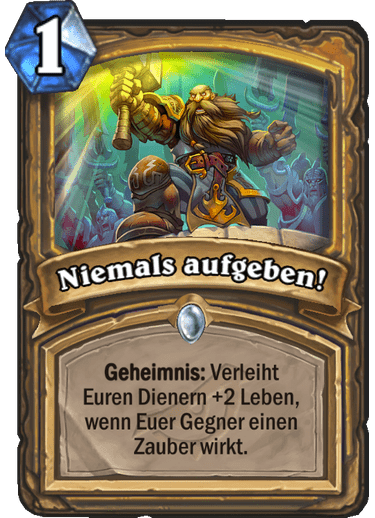 1
Niemals aufgeben!
Geheimnis: Verleiht
Euren Dienern +2 Leben,
wenn Euer Gegner einen
Zauber wirkt.